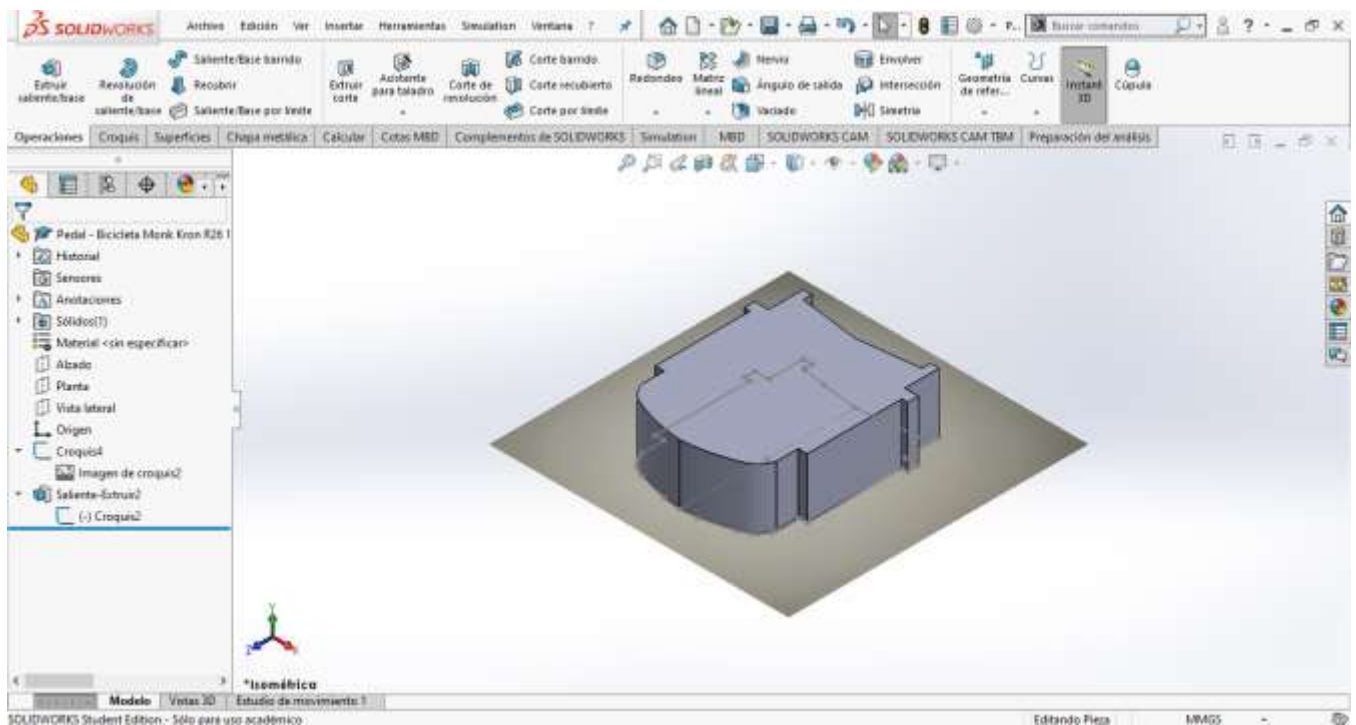 SOLIDWORKS
Archivo Edición Ver Insertar Herramientas Simulation Ventana ?
Buscar comandos
Extruir saliente/base
Revolución de saliente/base
Saliente/Base barrido
Recubrir
Saliente/Base por límite
Extruir corte
Asistente para taladro
Corte de revolución
Corte barrido
Corte recubierto
Corte por límite
Redondeo
Matriz lineal
Nervio
Ángulo de salida
Vaciado
Envolver
Intersección
Simetría
Geometría de refer...
Curvas
Instant 3D
Cúpula
Operaciones Croquis Superficies Chapa metálica Calcular Cotas MBD Complementos de SOLIDWORKS Simulation MBD SOLIDWORKS CAM SOLIDWORKS CAM TBM Preparación del análisis
Pedal - Bicicleta Monk Kron R26 1
Historial
Sensores
Anotaciones
Sólidos(1)
Material <sin especificar>
Alzado
Planta
Vista lateral
Origen
Croquis4
Imagen de croquis2
Saliente-Extruir2
(-) Croquis2
Y
Z
*Isométrica
Modelo Vistas 3D Estudio de movimiento 1
SOLIDWORKS Student Edition - Sólo para uso académico
Editando Pieza MMGS